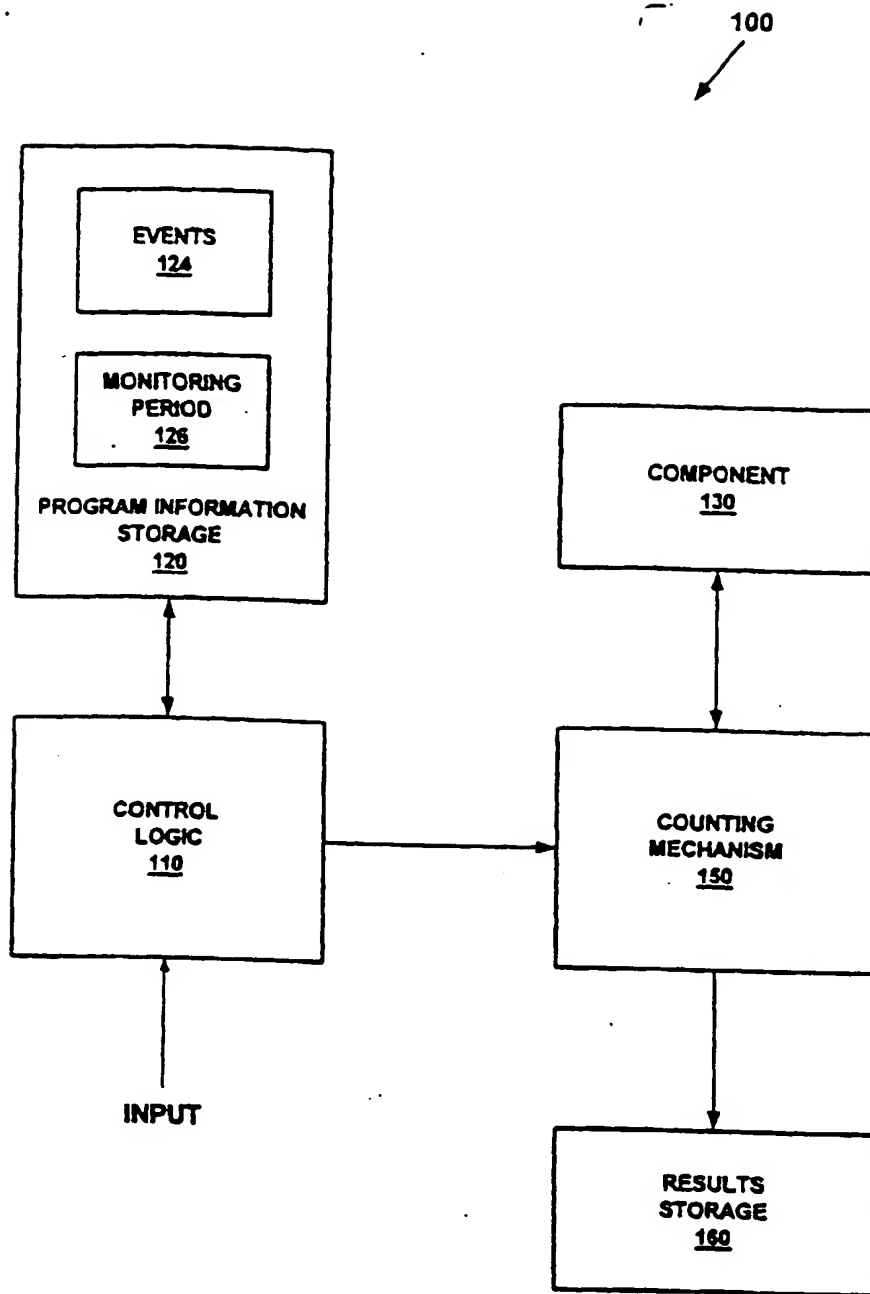 100
EVENTS
124
MONITORING
PERIOD
126
PROGRAM INFORMATION
STORAGE
120
COMPONENT
130
CONTROL
LOGIC
110
COUNTING
MECHANISM
150
INPUT
RESULTS
STORAGE
160